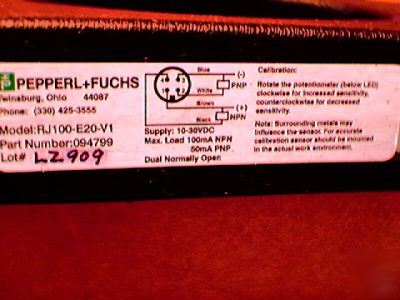 PEPPERL+FUCHS
Twinsburg, Ohio 44087
Phone: (330) 425-3555
Model:RJ100-E20-V1
Part Number:094799
Lot# LZ909
Blue (-)
White PNP
Brown (+)
Black NPN
Supply: 10-30VDC
Max. Load 100mA NPN
50mA PNP
Dual Normally Open
Calibration:
Rotate the potentiometer (below LED)
clockwise for increased sensitivity,
counterclockwise for decreased
sensitivity.
Note: Surrounding metals may
influence the sensor. For accurate
calibration sensor should be mounted
in the actual work environment.